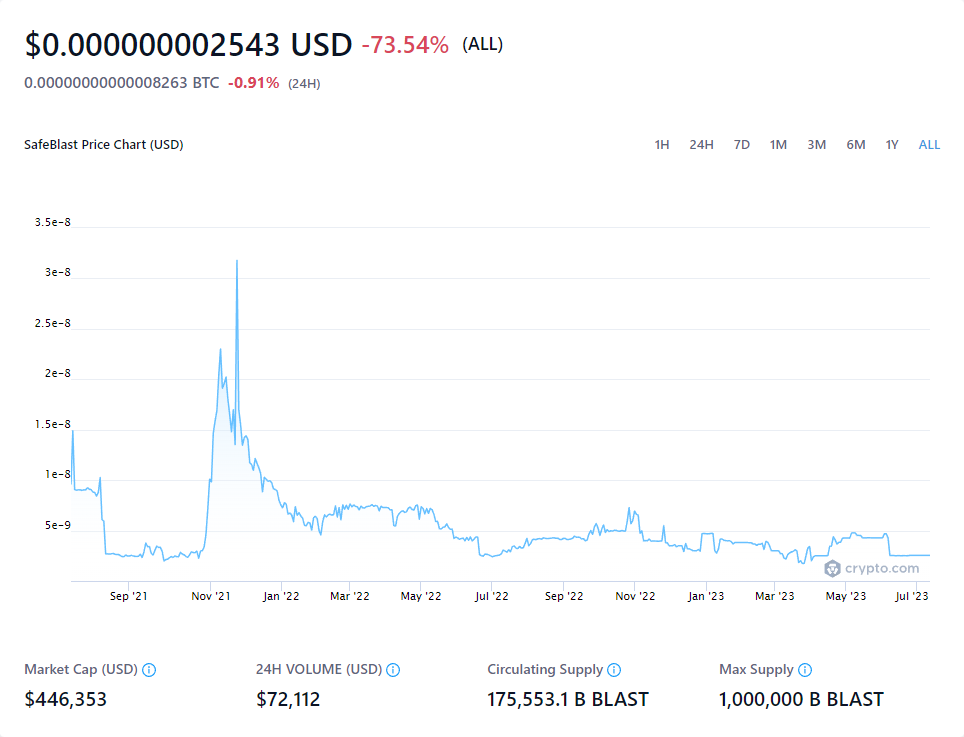 $0.000000002543 USD -73.54% (ALL)
0.00000000000008263 BTC -0.91% (24H)
SafeBlast Price Chart (USD) 1H 24H 7D 1M 3M 6M 1Y ALL
3.5e-8
3e-8
2.5e-8
2e-8
1.5e-8
1e-8
5e-9
crypto.com
Sep '21 Nov '21 Jan '22 Mar '22 May '22 Jul '22 Sep '22 Nov '22 Jan '23 Mar '23 May '23 Jul '23
Market Cap (USD) 24H VOLUME (USD) Circulating Supply Max Supply
$446,353 $72,112 175,553.1 B BLAST 1,000,000 B BLAST